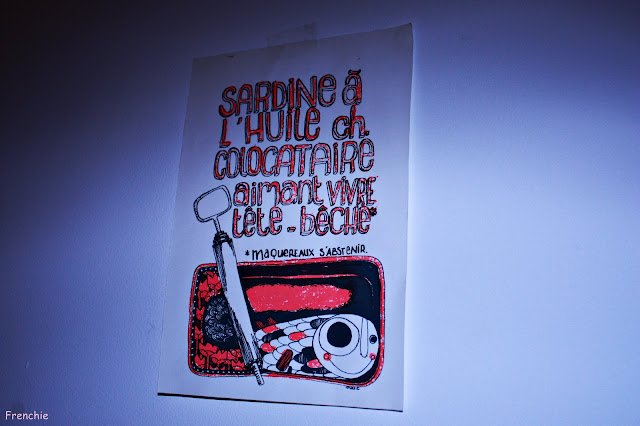 SARDINE à
L'HUILE ch.
COLOCATAIRE
aimant VIVRE
tête - bêche*
* maquereaux s'abstenir.
Frenchie